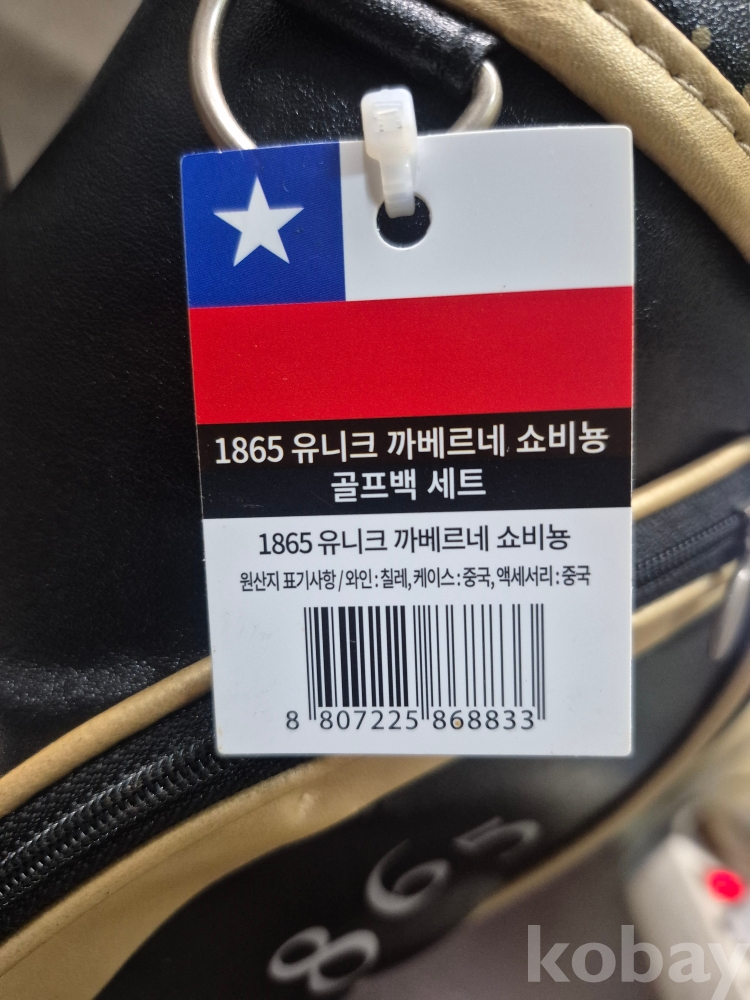 1865 유니크 까베르네 쇼비뇽
골프백 세트
1865 유니크 까베르네 쇼비뇽
원산지 표기사항 / 와인 : 칠레, 케이스 : 중국, 액세서리 : 중국
8 807225 868833
865
kobay